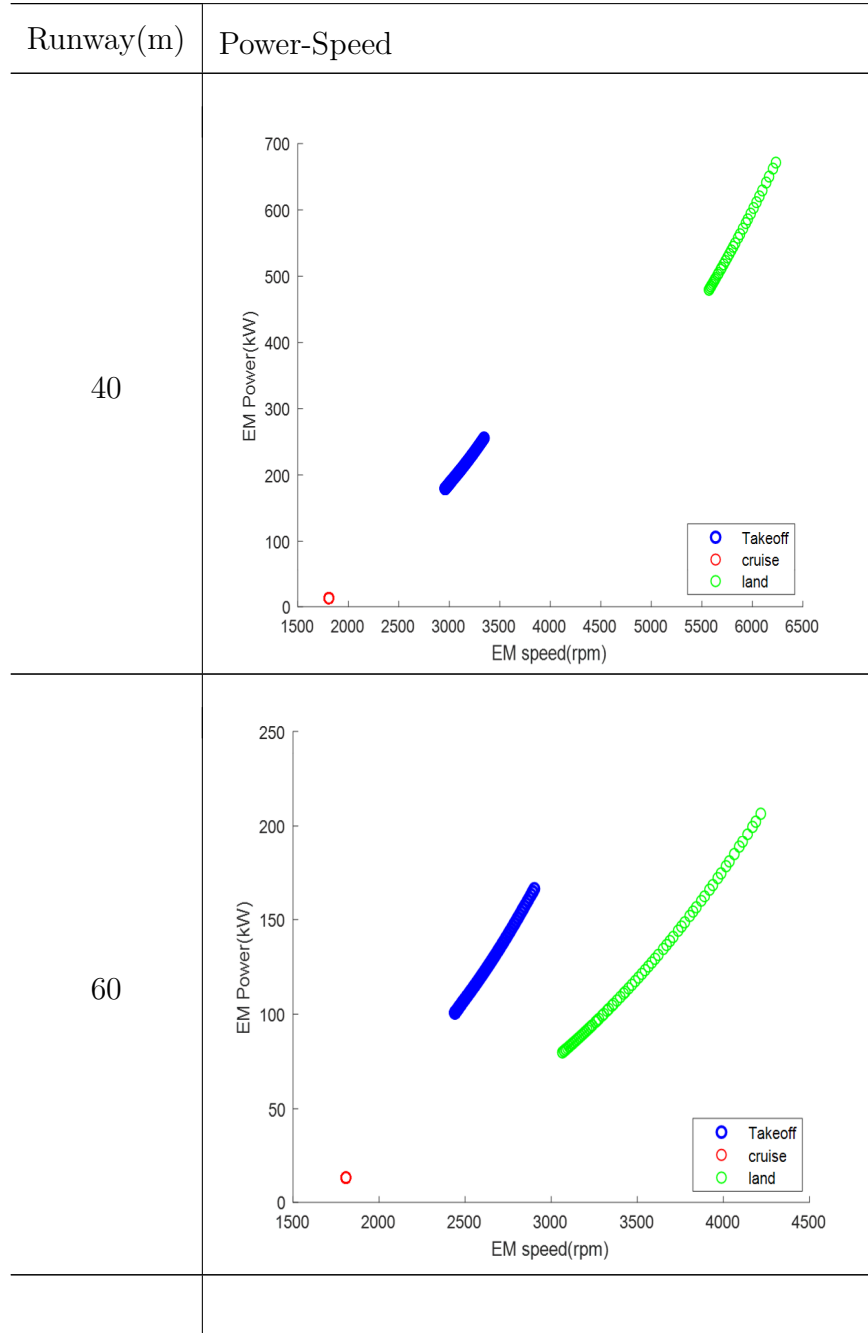 Runway(m) Power-Speed
40
700
600
500
400
300
200
100
0
EM Power(kW)
1500 2000 2500 3000 3500 4000 4500 5000 5500 6000 6500
EM speed(rpm)
Takeoff
cruise
land
60
250
200
150
100
50
0
EM Power(kW)
1500 2000 2500 3000 3500 4000 4500
EM speed(rpm)
Takeoff
cruise
land